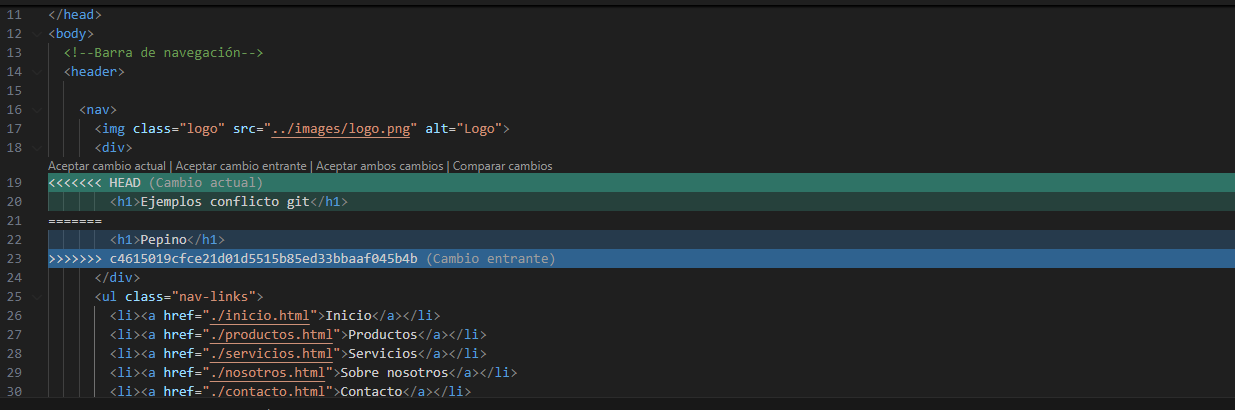 11 </head>
12 <body>
13 <!--Barra de navegación-->
14 <header>
15
16 <nav>
17 <img class="logo" src="../images/logo.png" alt="Logo">
18 <div>
Aceptar cambio actual | Aceptar cambio entrante | Aceptar ambos cambios | Comparar cambios
19 <<<<<<< HEAD (Cambio actual)
20 <h1>Ejemplos conflicto git</h1>
21 =======
22 <h1>Pepino</h1>
23 >>>>>>> c4615019cfce21d01d5515b85ed33bbaaf045b4b (Cambio entrante)
24 </div>
25 <ul class="nav-links">
26 <li><a href="./inicio.html">Inicio</a></li>
27 <li><a href="./productos.html">Productos</a></li>
28 <li><a href="./servicios.html">Servicios</a></li>
29 <li><a href="./nosotros.html">Sobre nosotros</a></li>
30 <li><a href="./contacto.html">Contacto</a></li>